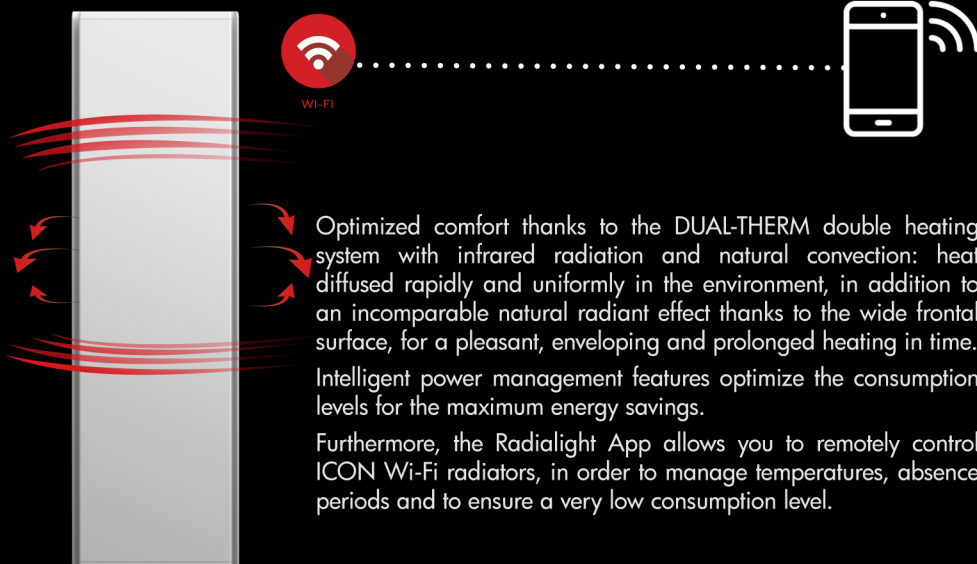 WI-FI
Optimized comfort thanks to the DUAL-THERM double heating
system with infrared radiation and natural convection: heat
diffused rapidly and uniformly in the environment, in addition to
an incomparable natural radiant effect thanks to the wide frontal
surface, for a pleasant, enveloping and prolonged heating in time.
Intelligent power management features optimize the consumption
levels for the maximum energy savings.
Furthermore, the Radialight App allows you to remotely control
ICON Wi-Fi radiators, in order to manage temperatures, absence
periods and to ensure a very low consumption level.